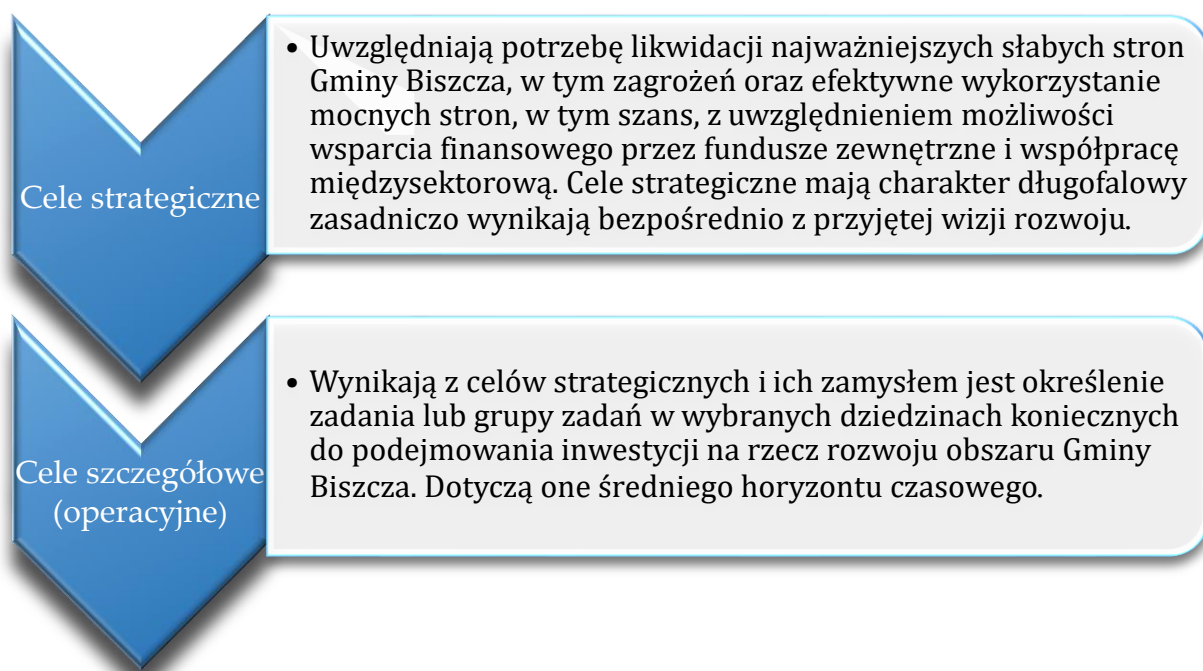 Cele strategiczne
• Uwzględniają potrzebę likwidacji najważniejszych słabych stron
Gminy Biszcza, w tym zagrożeń oraz efektywne wykorzystanie
mocnych stron, w tym szans, z uwzględnieniem możliwości
wsparcia finansowego przez fundusze zewnętrzne i współpracę
międzysektorową. Cele strategiczne mają charakter długofalowy
zasadniczo wynikają bezpośrednio z przyjętej wizji rozwoju.
Cele szczegółowe
(operacyjne)
• Wynikają z celów strategicznych i ich zamysłem jest określenie
zadania lub grupy zadań w wybranych dziedzinach koniecznych
do podejmowania inwestycji na rzecz rozwoju obszaru Gminy
Biszcza. Dotyczą one średniego horyzontu czasowego.